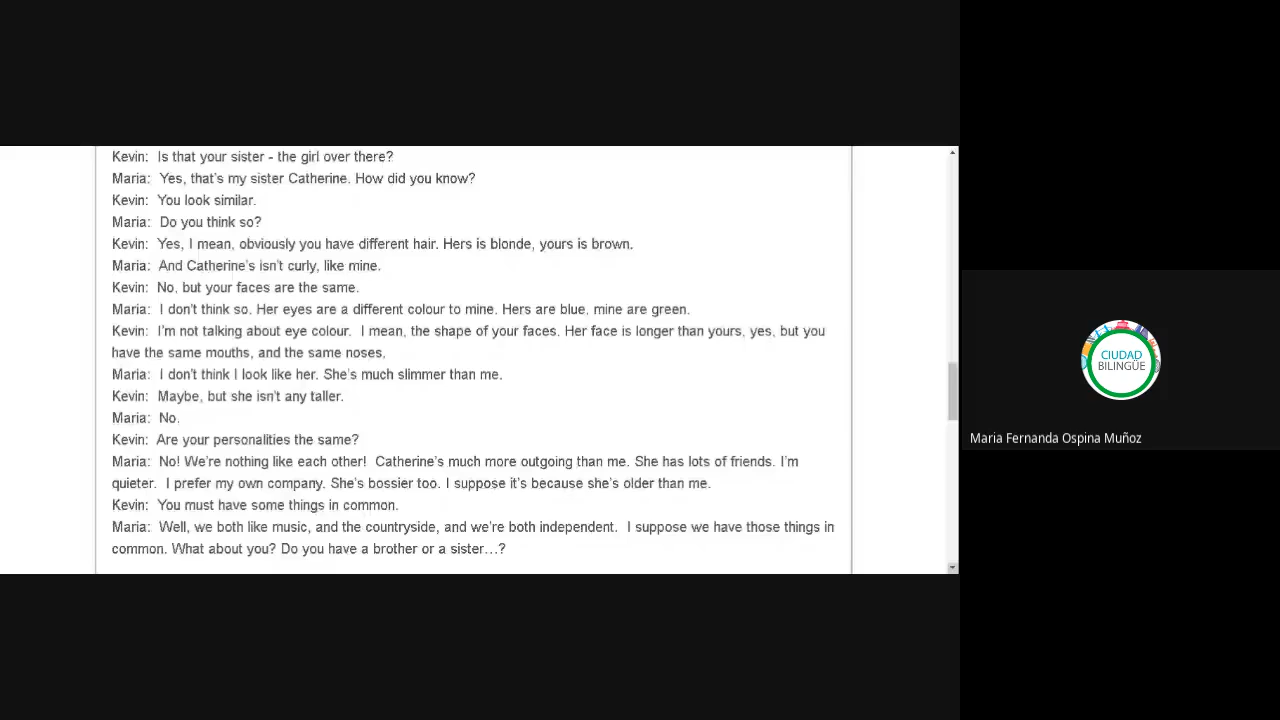 Kevin: Is that your sister - the girl over there?
Maria: Yes, that's my sister Catherine. How did you know?
Kevin: You look similar.
Maria: Do you think so?
Kevin: Yes, I mean, obviously you have different hair. Hers is blonde, yours is brown.
Maria: And Catherine's isn't curly, like mine.
Kevin: No, but your faces are the same.
Maria: I don't think so. Her eyes are a different colour to mine. Hers are blue, mine are green.
Kevin: I'm not talking about eye colour. I mean, the shape of your faces. Her face is longer than yours, yes, but you
have the same mouths, and the same noses.
Maria: I don't think I look like her. She's much slimmer than me.
Kevin: Maybe, but she isn't any taller.
Maria: No.
Kevin: Are your personalities the same?
Maria: No! We're nothing like each other! Catherine's much more outgoing than me. She has lots of friends. I'm
quieter. I prefer my own company. She's bossier too. I suppose it's because she's older than me.
Kevin: You must have some things in common.
Maria: Well, we both like music, and the countryside, and we're both independent. I suppose we have those things in
common. What about you? Do you have a brother or a sister...?
CIUDAD
BILINGÜE
Maria Fernanda Ospina Muñoz